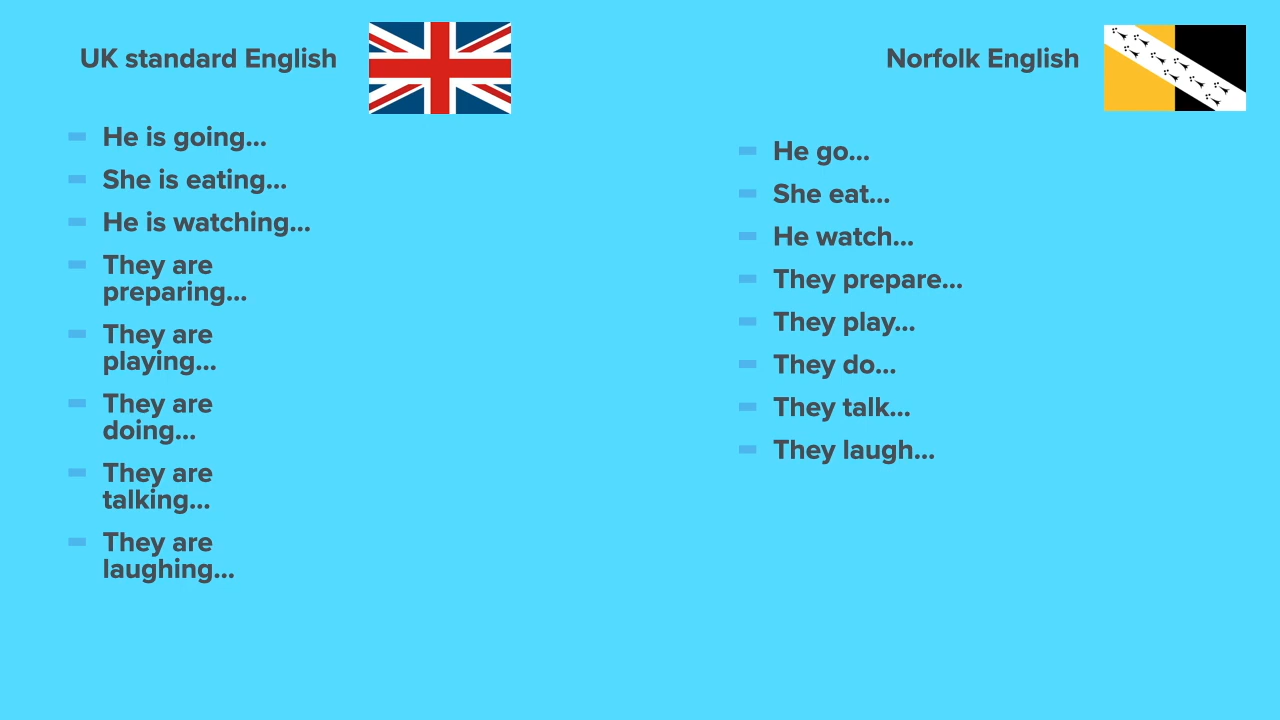 UK standard English
He is going...
She is eating...
He is watching...
They are
preparing...
They are
playing...
They are
doing...
They are
talking...
They are
laughing...
Norfolk English
He go...
She eat...
He watch...
They prepare...
They play...
They do...
They talk...
They laugh...